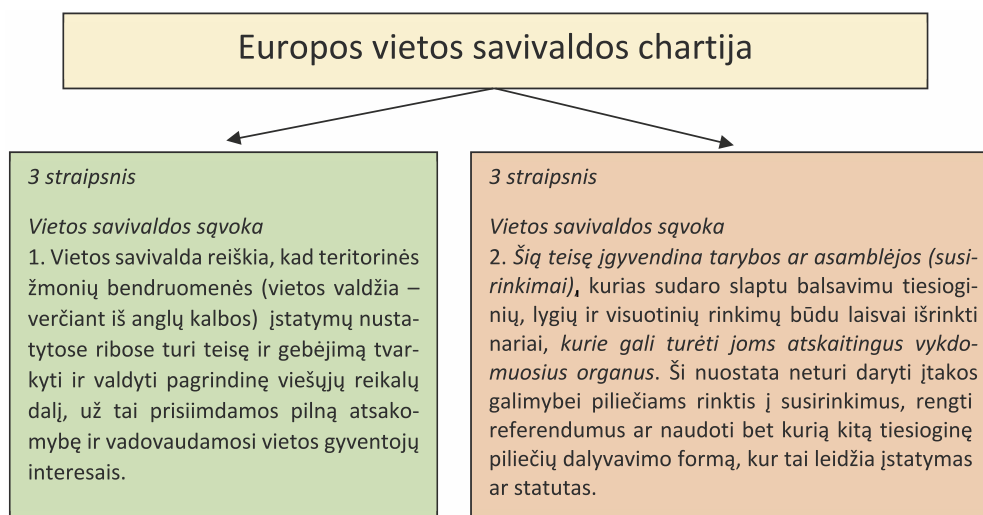 Europos vietos savivaldos chartija
3 straipsnis
Vietos savivaldos sąvoka
1. Vietos savivalda reiškia, kad teritorinės
žmonių bendruomenės (vietos valdžia –
verčiant iš anglų kalbos) įstatymų nusta-
tytose ribose turi teisę ir gebėjimą tvar-
kyti ir valdyti pagrindinę viešųjų reikalų
dalį, už tai prisiimdamos pilną atsako-
mybę ir vadovaudamosi vietos gyventojų
interesais.
3 straipsnis
Vietos savivaldos sąvoka
2. Šią teisę įgyvendina tarybos ar asamblėjos (susi-
rinkimai), kurias sudaro slaptu balsavimu tiesiogi-
nių, lygių ir visuotinių rinkimų būdu laisvai išrinkti
nariai, kurie gali turėti joms atskaitingus vykdo-
muosius organus. Ši nuostata neturi daryti įtakos
galimybei piliečiams rinktis į susirinkimus, rengti
referendumus ar naudoti bet kurią kitą tiesioginę
piliečių dalyvavimo formą, kur tai leidžia įstatymas
ar statutas.